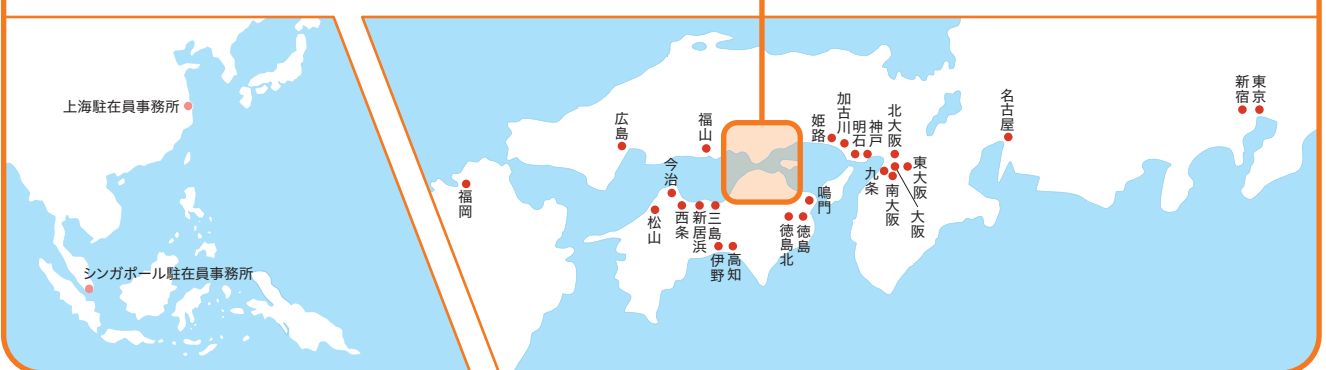 上海駐在員事務所
シンガポール駐在員事務所
福岡
広島
福山
今治
松山
西条
新居浜
三島
伊野
高知
徳島北
徳島
鳴門
姫路
加古川
明石
神戸
北大阪
東大阪
九条
南大阪
大阪
名古屋
新宿
東京